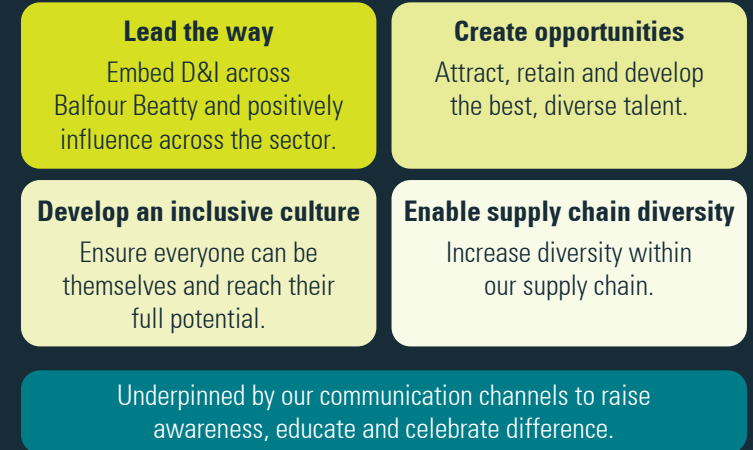 Lead the way
Embed D&I across
Balfour Beatty and positively
influence across the sector.
Create opportunities
Attract, retain and develop
the best, diverse talent.
Develop an inclusive culture
Ensure everyone can be
themselves and reach their
full potential.
Enable supply chain diversity
Increase diversity within
our supply chain.
Underpinned by our communication channels to raise
awareness, educate and celebrate difference.